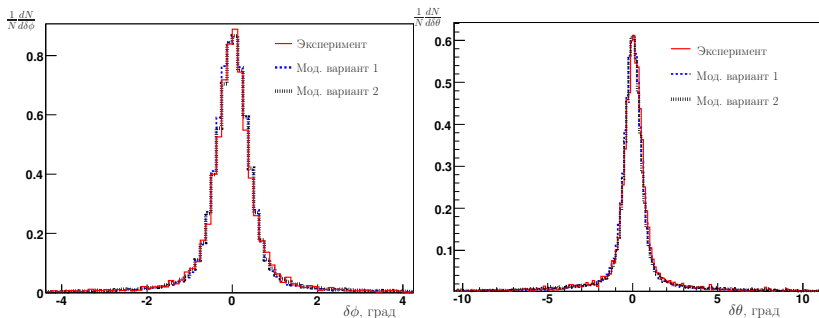 1/N dN/dδϕ
Эксперимент
Мод. вариант 1
Мод. вариант 2
0.8
0.6
0.4
0.2
0
-4 -2 0 2 4
δϕ, град
1/N dN/dδθ
Эксперимент
Мод. вариант 1
Мод. вариант 2
0.6
0.5
0.4
0.3
0.2
0.1
0
-10 -5 0 5 10
δθ, град